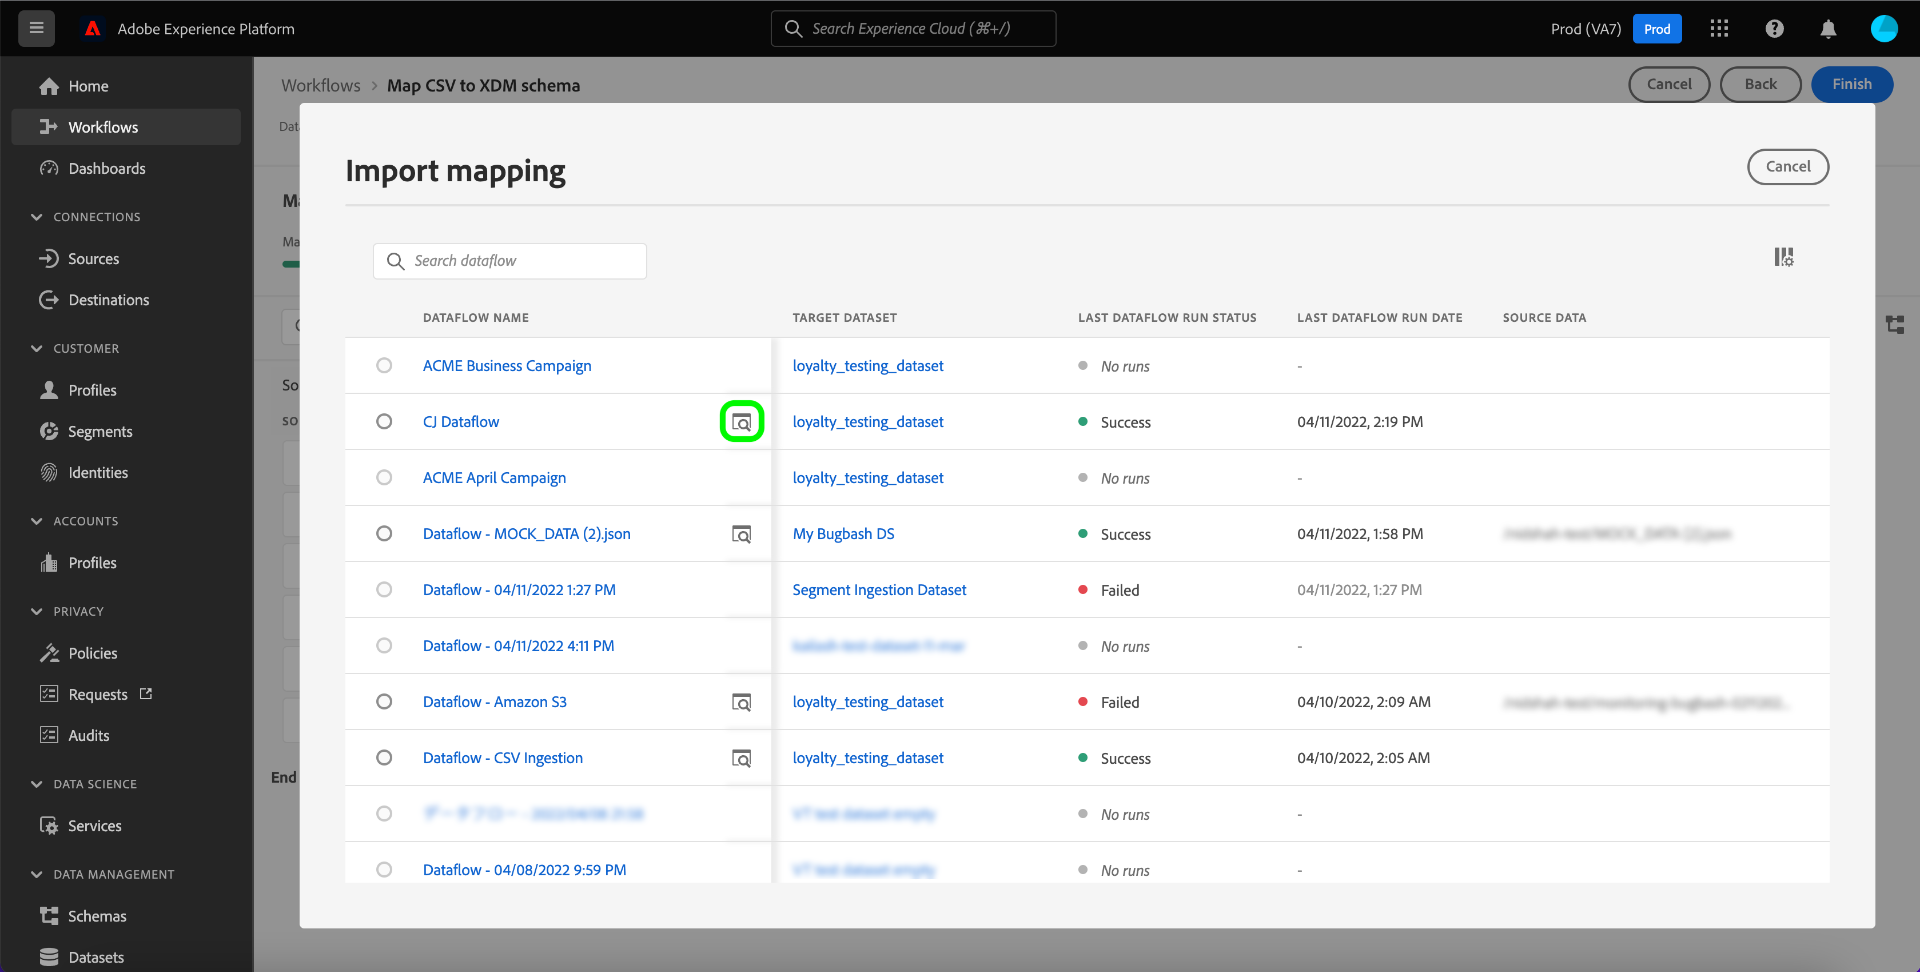 Adobe Experience Platform
Search Experience Cloud (⌘+/)
Prod (VA7)
Prod
Home
Workflows
Dashboards
CONNECTIONS
Sources
Destinations
CUSTOMER
Profiles
Segments
Identities
ACCOUNTS
Profiles
PRIVACY
Policies
Requests
Audits
DATA SCIENCE
Services
DATA MANAGEMENT
Schemas
Datasets
Workflows > Map CSV to XDM schema
Cancel
Back
Finish
Import mapping
Cancel
Search dataflow
DATAFLOW NAME TARGET DATASET LAST DATAFLOW RUN STATUS LAST DATAFLOW RUN DATE SOURCE DATA
ACME Business Campaign loyalty_testing_dataset No runs -
CJ Dataflow loyalty_testing_dataset Success 04/11/2022, 2:19 PM
ACME April Campaign loyalty_testing_dataset No runs -
Dataflow - MOCK_DATA (2).json My Bugbash DS Success 04/11/2022, 1:58 PM
Dataflow - 04/11/2022 1:27 PM Segment Ingestion Dataset Failed 04/11/2022, 1:27 PM
Dataflow - 04/11/2022 4:11 PM No runs -
Dataflow - Amazon S3 loyalty_testing_dataset Failed 04/10/2022, 2:09 AM
Dataflow - CSV Ingestion loyalty_testing_dataset Success 04/10/2022, 2:05 AM
No runs -
Dataflow - 04/08/2022 9:59 PM No runs -
End